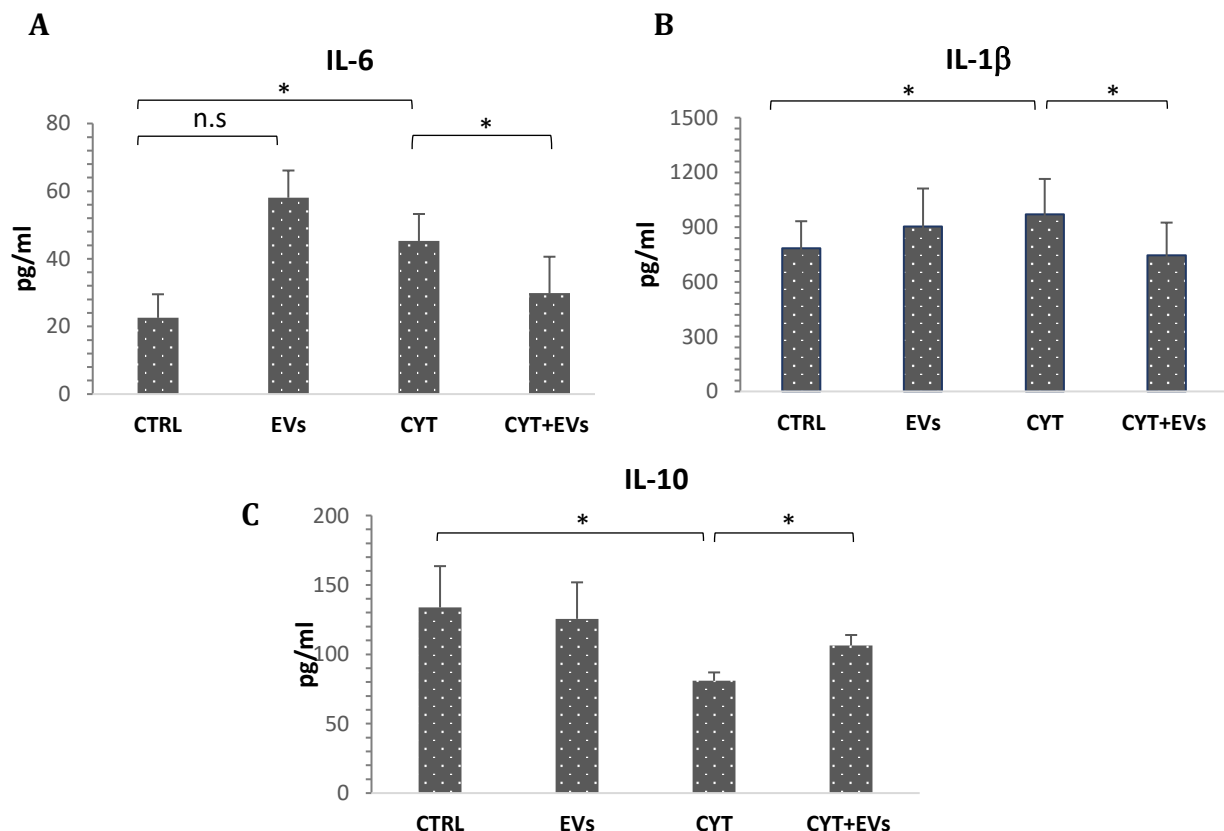 A
IL-6
*
n.s
*
80
60
40
20
0
pg/ml
CTRL EVs CYT CYT+EVs
B
IL-1β
* *
1500
1200
900
600
300
0
pg/ml
CTRL EVs CYT CYT+EVs
IL-10
C
* *
200
150
100
50
0
pg/ml
CTRL EVs CYT CYT+EVs